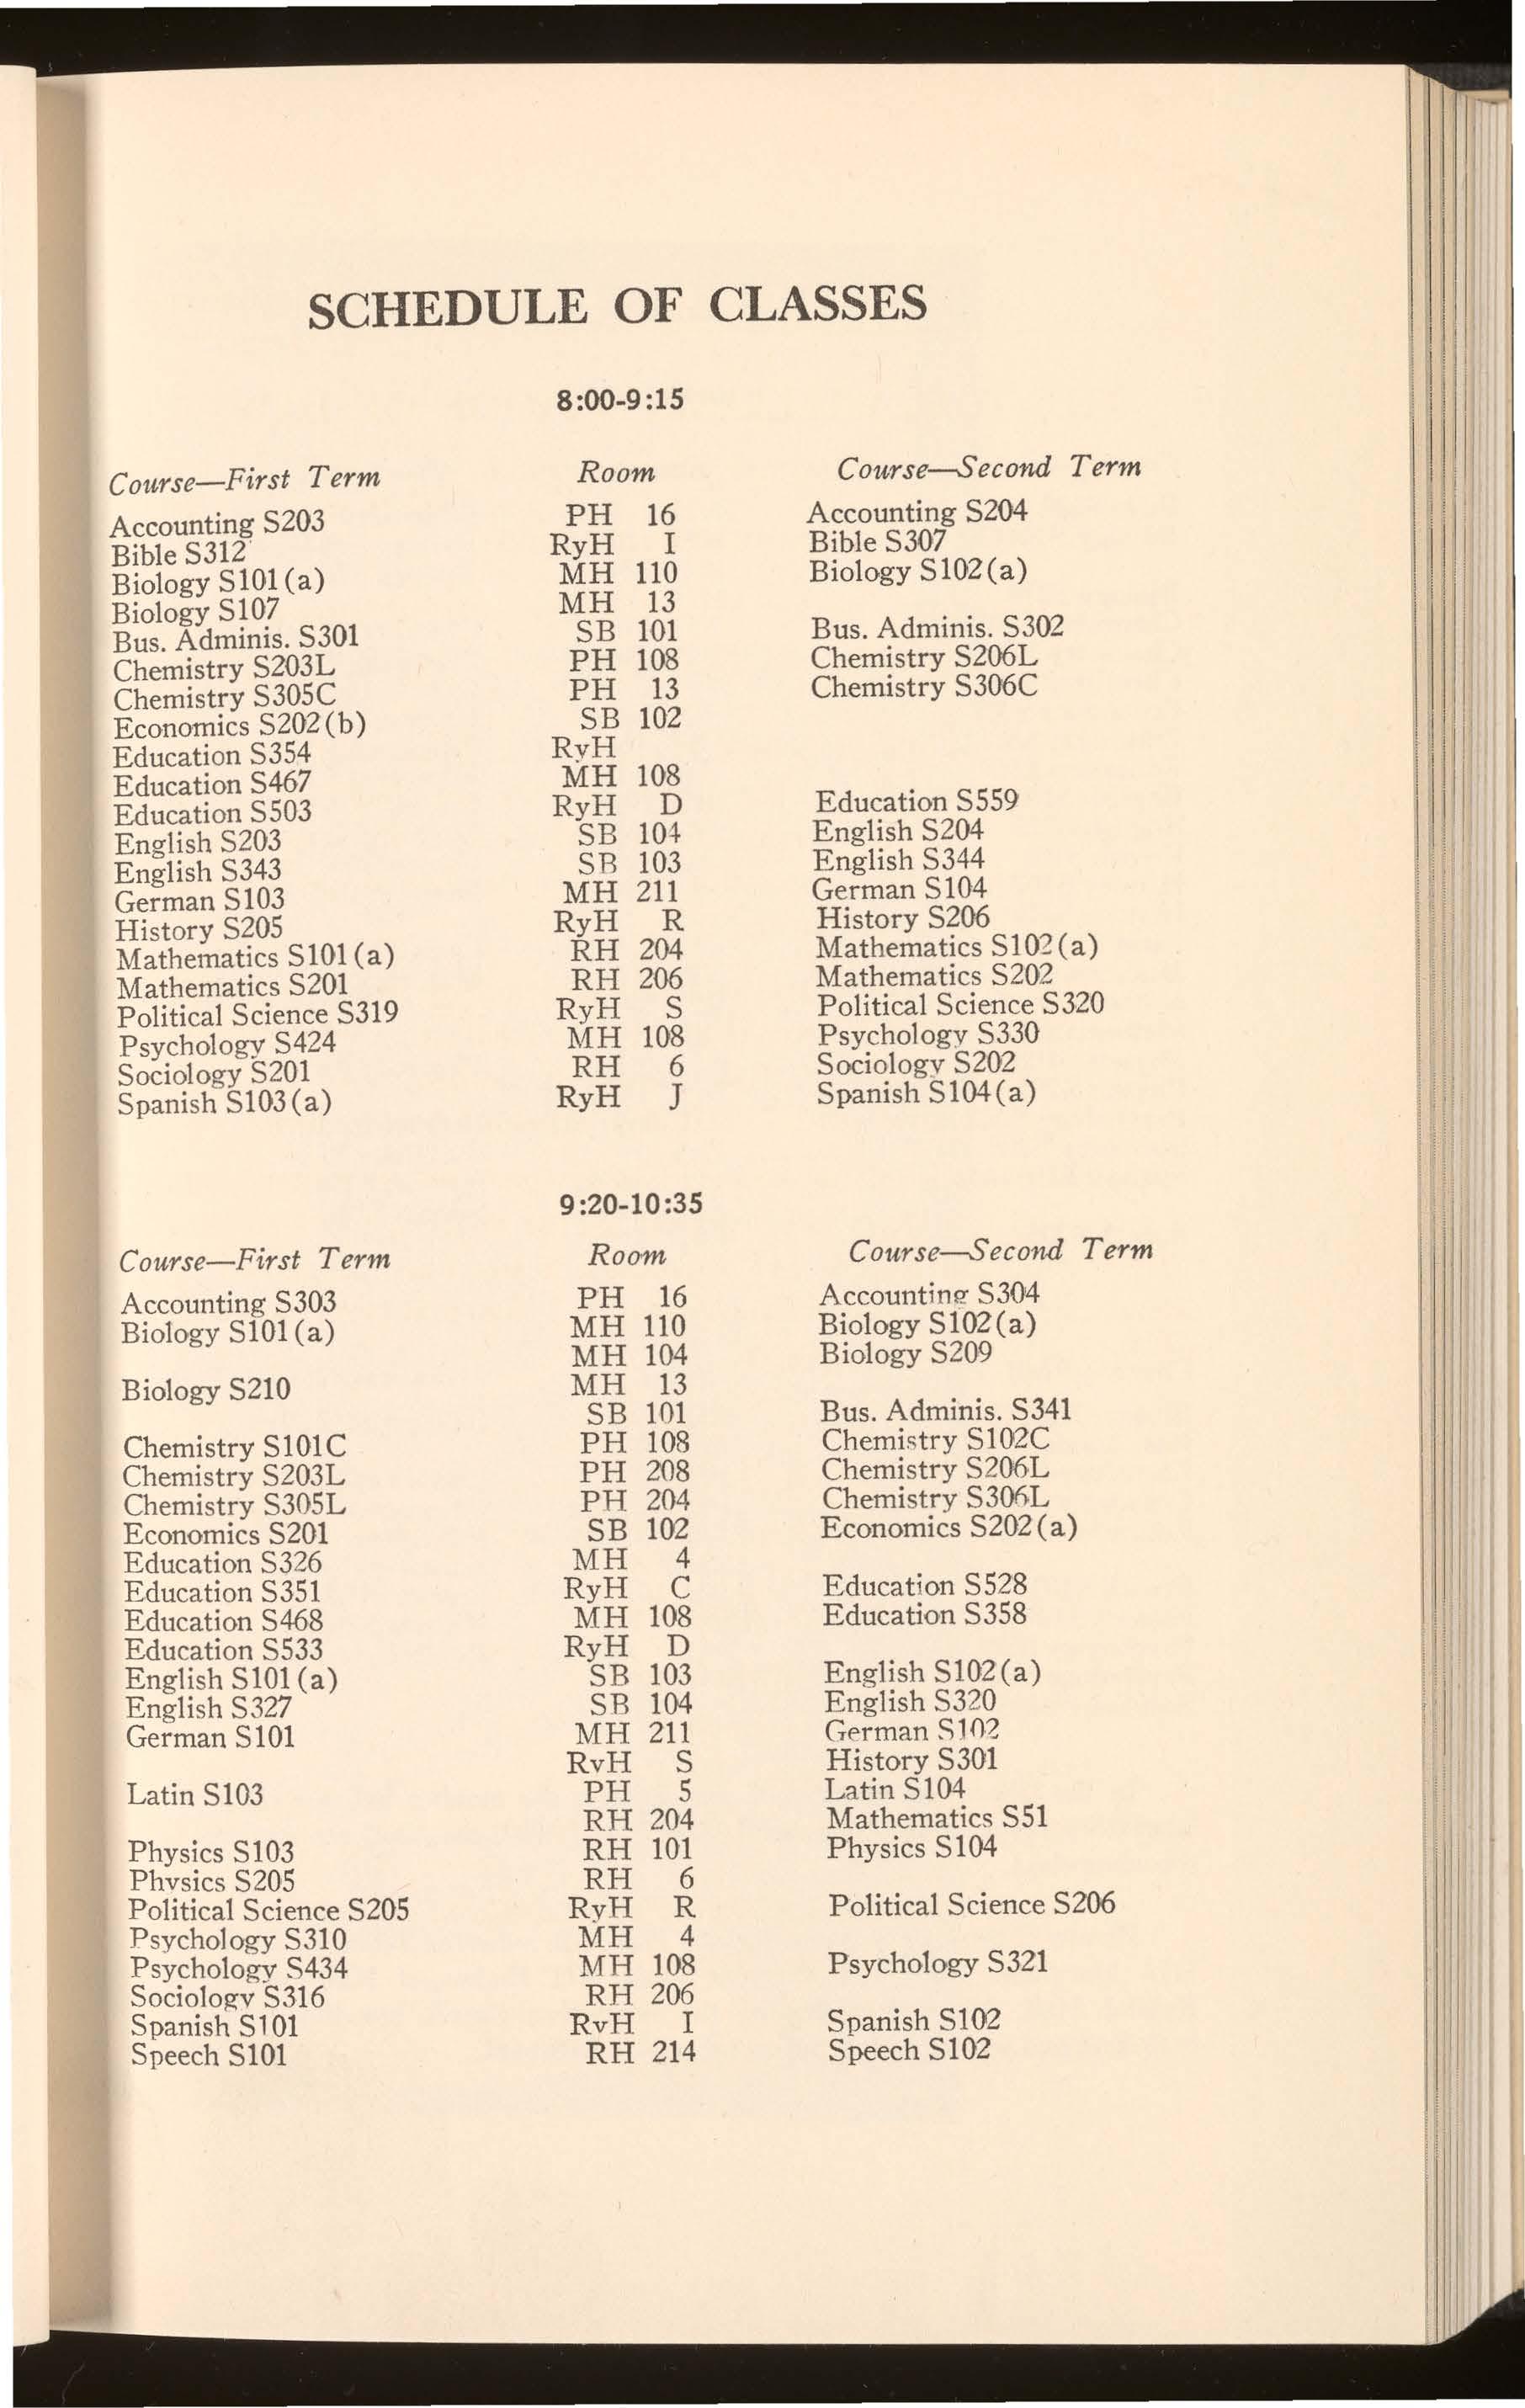 SCHEDULE OF CLASSES
8:00-9:15
Course—First Term Room Course—Second Term
Accounting S203 PH 16 Accounting S204
Bible S312 RyH I Bible S307
Biology S101(a) MH 110 Biology S102(a)
Biology S107 MH 13
Bus. Adminis. S301 SB 101 Bus. Adminis. S302
Chemistry S203L PH 108 Chemistry S206L
Chemistry S305C PH 13 Chemistry S306C
Economics S202(b) SB 102
Education S354 RyH
Education S467 MH 108
Education S503 RyH D Education S559
English S203 SB 104 English S204
English S343 SB 103 English S344
German S103 MH 211 German S104
History S205 RyH R History S206
Mathematics S101(a) RH 204 Mathematics S102(a)
Mathematics S201 RH 206 Mathematics S202
Political Science S319 RyH S Political Science S320
Psychology S424 MH 108 Psychology S330
Sociology S201 RH 6 Sociology S202
Spanish S103(a) RyH J Spanish S104(a)
9:20-10:35
Course—First Term Room Course—Second Term
Accounting S303 PH 16 Accounting S304
Biology S101(a) MH 110 Biology S102(a)
MH 104 Biology S209
Biology S210 MH 13
SB 101 Bus. Adminis. S341
Chemistry S101C PH 108 Chemistry S102C
Chemistry S203L PH 208 Chemistry S206L
Chemistry S305L PH 204 Chemistry S306L
Economics S201 SB 102 Economics S202(a)
Education S326 MH 4
Education S351 RyH C Education S528
Education S468 MH 108 Education S358
Education S533 RyH D
English S101(a) SB 103 English S102(a)
English S327 SB 104 English S320
German S101 MH 211 German S102
RyH S History S301
Latin S103 PH 5 Latin S104
RH 204 Mathematics S51
Physics S103 RH 101 Physics S104
Physics S205 RH 6
Political Science S205 RyH R Political Science S206
Psychology S310 MH 4
Psychology S434 MH 108 Psychology S321
Sociology S316 RH 206
Spanish S101 RyH I Spanish S102
Speech S101 RH 214 Speech S102